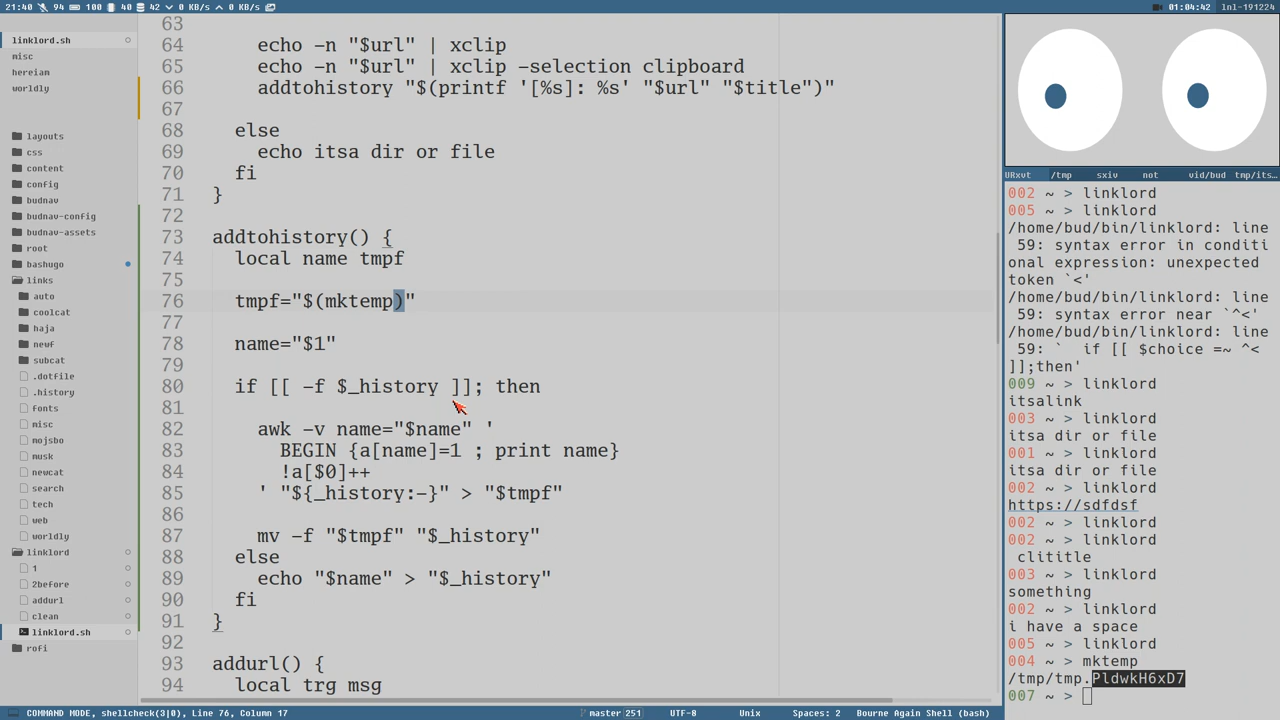 21:40 94 100 40 42 0 KB/s 0 KB/s
01:04:42 lnl-191224
linklord.sh
misc
hereiam
worldly
layouts
css
content
config
budnav
budnav-config
budnav-assets
root
bashugo
links
auto
coolcat
haja
newf
subcat
.dotfile
.history
fonts
misc
mojsbo
musk
newcat
search
tech
web
worldly
linklord
1
2before
addurl
clean
linklord.sh
rofi
63
64 echo -n "$url" | xclip
65 echo -n "$url" | xclip -selection clipboard
66 addtohistory "$(printf '[%s]: %s' "$url" "$title")"
67
68 else
69 echo itsa dir or file
70 fi
71 }
72
73 addtohistory() {
74 local name tmpf
75
76 tmpf="$(mktemp)"
77
78 name="$1"
79
80 if [[ -f $_history ]]; then
81
82 awk -v name="$name" '
83 BEGIN {a[name]=1 ; print name}
84 !a[$0]++
85 ' "${_history:-}" > "$tmpf"
86
87 mv -f "$tmpf" "$_history"
88 else
89 echo "$name" > "$_history"
90 fi
91 }
92
93 addurl() {
94 local trg msg
URxvt /tmp sxiv not vid/bud tmp/its…
002 ~ > linklord
005 ~ > linklord
/home/bud/bin/linklord: line
59: syntax error in conditi
onal expression: unexpected
token `<'
/home/bud/bin/linklord: line
59: syntax error near `^<'
/home/bud/bin/linklord: line
59: `  if [[ $choice =~ ^<
]];then'
009 ~ > linklord
itsalink
003 ~ > linklord
itsa dir or file
001 ~ > linklord
itsa dir or file
002 ~ > linklord
https://sdfdsf
002 ~ > linklord
002 ~ > linklord
clititle
003 ~ > linklord
something
002 ~ > linklord
i have a space
005 ~ > linklord
004 ~ > mktemp
/tmp/tmp.PldwkH6xD7
007 ~ >
COMMAND MODE, shellcheck(3|0), Line 76, Column 17 master 251 UTF-8 Unix Spaces: 2 Bourne Again Shell (bash)